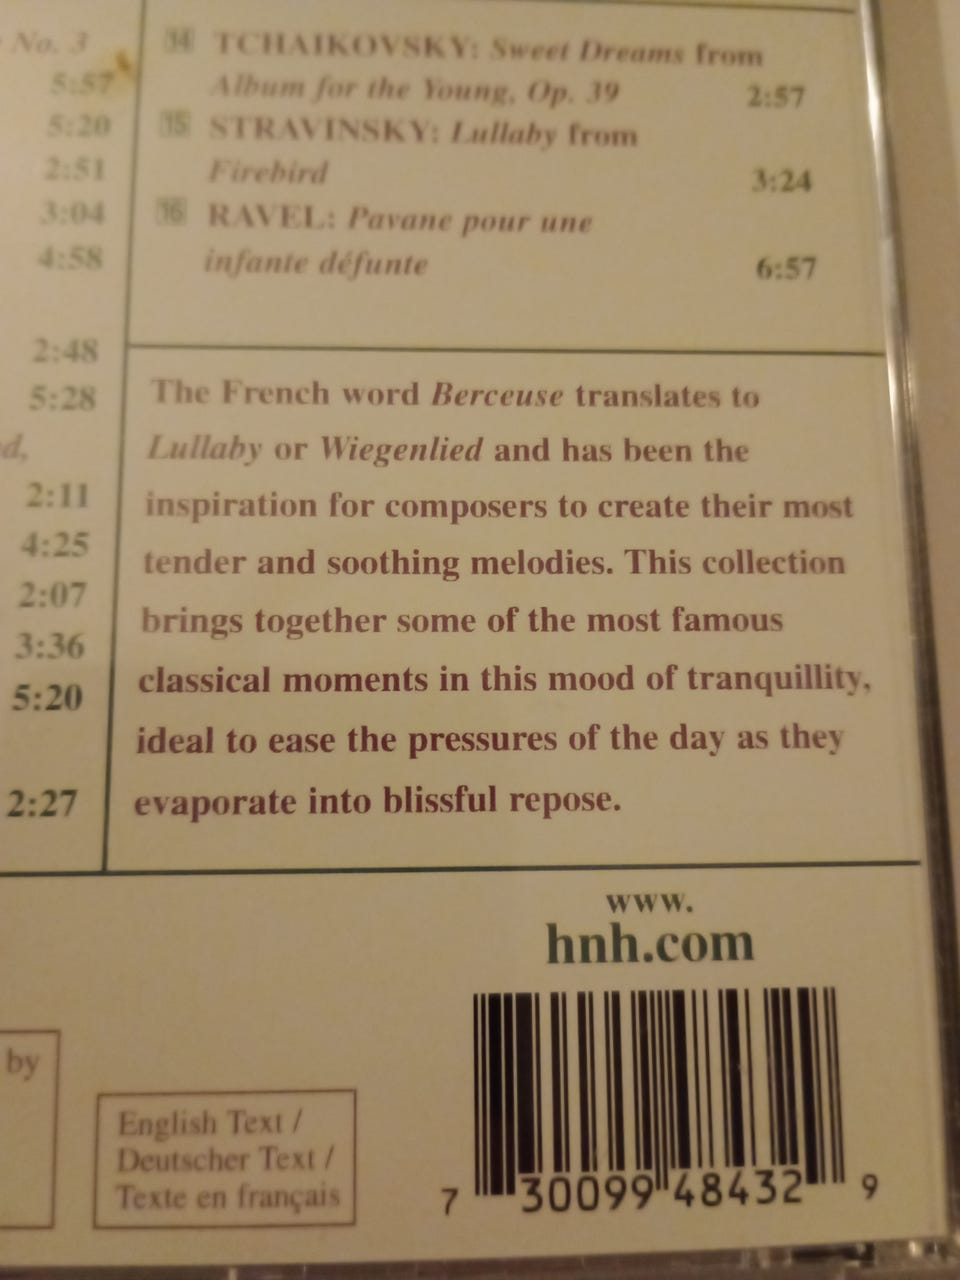 No. 3
5:57
5:20
2:51
3:04
4:58
2:48
5:28
d,
2:11
4:25
2:07
3:36
5:20
2:27
14 TCHAIKOVSKY: Sweet Dreams from
Album for the Young, Op. 39 2:57
15 STRAVINSKY: Lullaby from
Firebird 3:24
16 RAVEL: Pavane pour une
infante défunte 6:57
The French word Berceuse translates to
Lullaby or Wiegenlied and has been the
inspiration for composers to create their most
tender and soothing melodies. This collection
brings together some of the most famous
classical moments in this mood of tranquillity,
ideal to ease the pressures of the day as they
evaporate into blissful repose.
www.
hnh.com
by
English Text /
Deutscher Text /
Texte en français
7 30099 48432 9